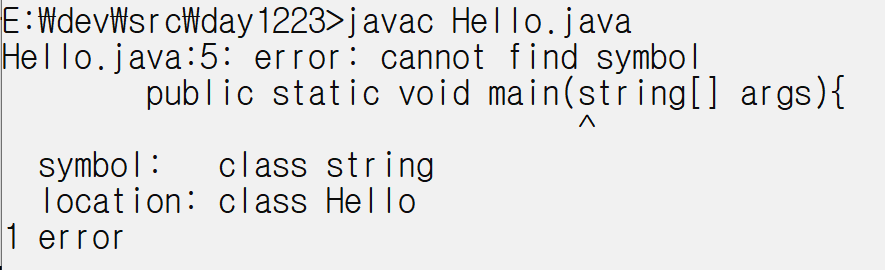 E:₩dev₩src₩day1223>javac Hello.java
Hello.java:5: error: cannot find symbol
        public static void main(string[] args){
                                ^
  symbol:   class string
  location: class Hello
1 error